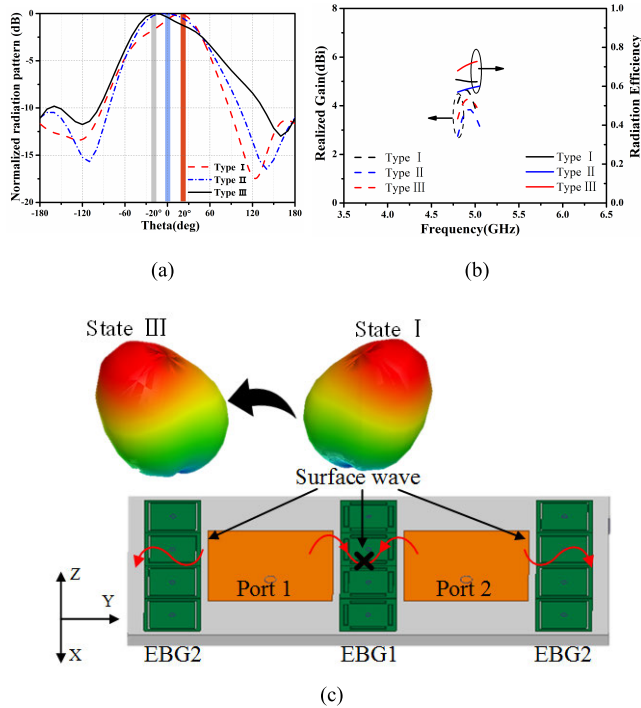 Normalized radiation pattern (dB)
0
-5
-10
-15
-20
-180 -120 -60 -20° 0 20° 60 120 180
Theta(deg)
Type Ⅰ
Type Ⅱ
Type Ⅲ
(a)
Realized Gain(dBi)
8
6
4
2
0
3.5 4.0 4.5 5.0 5.5 6.0 6.5
Frequency(GHz)
1.0
0.8
0.6
0.4
0.2
0.0
Radiation Efficiency
Type Ⅰ Type Ⅰ
Type Ⅱ Type Ⅱ
Type Ⅲ Type Ⅲ
(b)
State Ⅲ State Ⅰ
Surface wave
Port 1 Port 2
Z
Y
X
EBG2 EBG1 EBG2
(c)